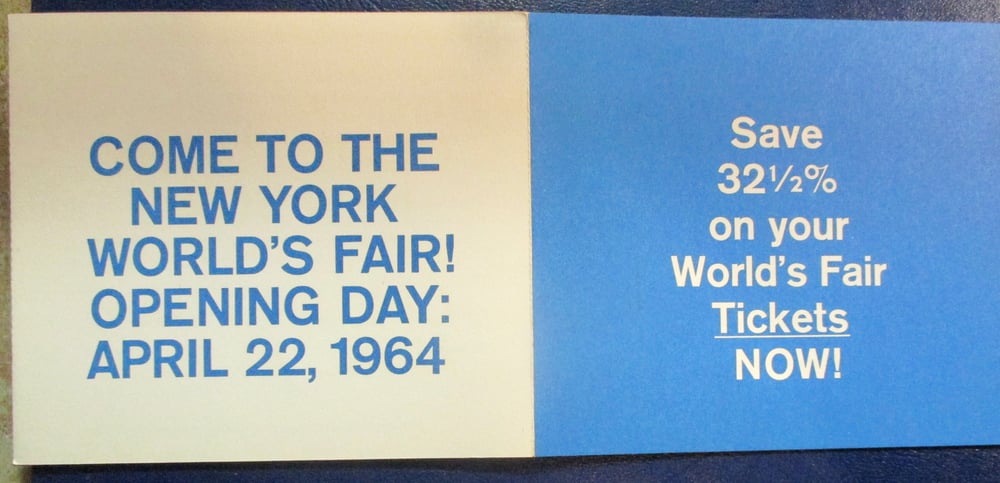 COME TO THE
NEW YORK
WORLD'S FAIR!
OPENING DAY:
APRIL 22, 1964
Save
32½%
on your
World's Fair
Tickets
NOW!